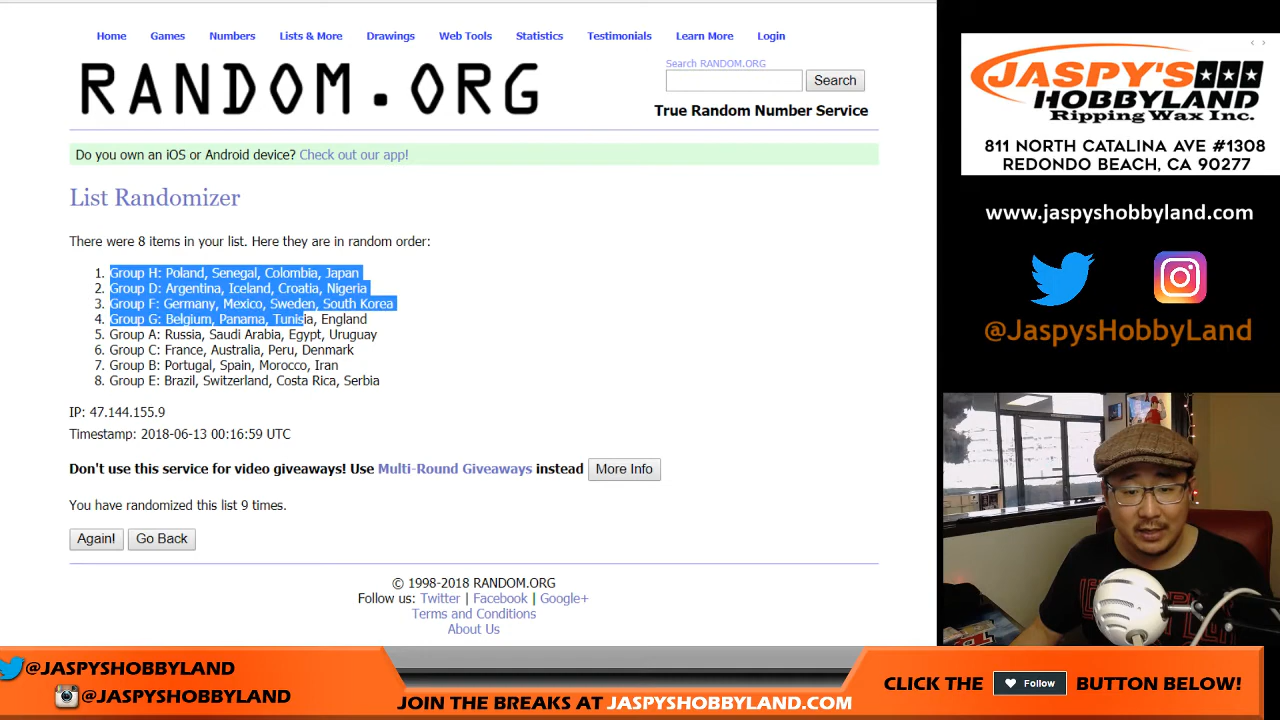 Home Games Numbers Lists & More Drawings Web Tools Statistics Testimonials Learn More Login
RANDOM.ORG
Search RANDOM.ORG
Search
True Random Number Service
Do you own an iOS or Android device? Check out our app!
List Randomizer
There were 8 items in your list. Here they are in random order:
1. Group H: Poland, Senegal, Colombia, Japan
2. Group D: Argentina, Iceland, Croatia, Nigeria
3. Group F: Germany, Mexico, Sweden, South Korea
4. Group G: Belgium, Panama, Tunisia, England
5. Group A: Russia, Saudi Arabia, Egypt, Uruguay
6. Group C: France, Australia, Peru, Denmark
7. Group B: Portugal, Spain, Morocco, Iran
8. Group E: Brazil, Switzerland, Costa Rica, Serbia
IP: 47.144.155.9
Timestamp: 2018-06-13 00:16:59 UTC
Don't use this service for video giveaways! Use Multi-Round Giveaways instead More Info
You have randomized this list 9 times.
Again! Go Back
© 1998-2018 RANDOM.ORG
Follow us: Twitter | Facebook | Google+
Terms and Conditions
About Us
JASPY'S
HOBBYLAND
Ripping Wax Inc.
811 NORTH CATALINA AVE #1308
REDONDO BEACH, CA 90277
www.jaspyshobbyland.com
@JaspysHobbyLand
@JASPYSHOBBYLAND
@JASPYSHOBBYLAND
JOIN THE BREAKS AT JASPYSHOBBYLAND.COM
CLICK THE Follow BUTTON BELOW!